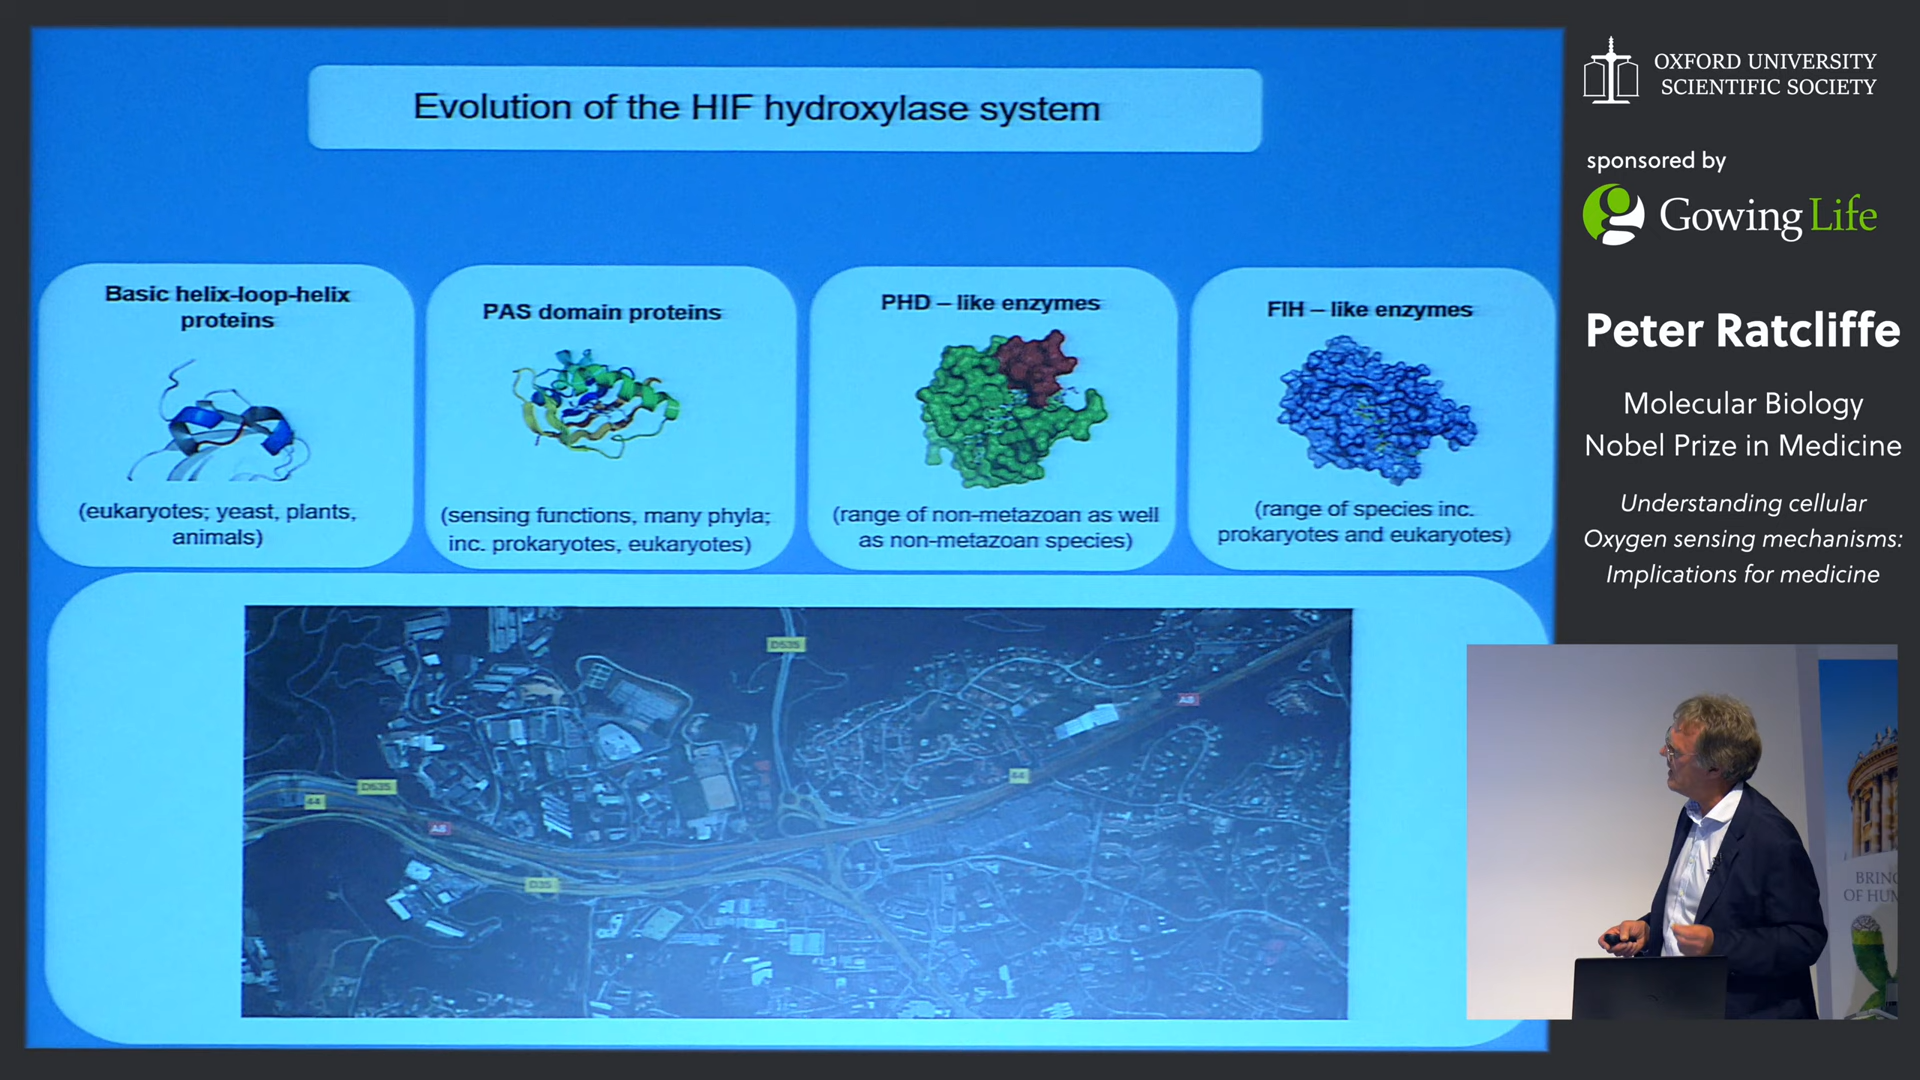 Evolution of the HIF hydroxylase system
Basic helix-loop-helix
proteins
(eukaryotes; yeast, plants,
animals)
PAS domain proteins
(sensing functions, many phyla;
inc. prokaryotes, eukaryotes)
PHD – like enzymes
(range of non-metazoan as well
as non-metazoan species)
FIH – like enzymes
(range of species inc.
prokaryotes and eukaryotes)
D535
A8
44
D535
44
A8
D35
OXFORD UNIVERSITY
SCIENTIFIC SOCIETY
sponsored by
Gowing Life
Peter Ratcliffe
Molecular Biology
Nobel Prize in Medicine
Understanding cellular
Oxygen sensing mechanisms:
Implications for medicine
BRING
OF HUM